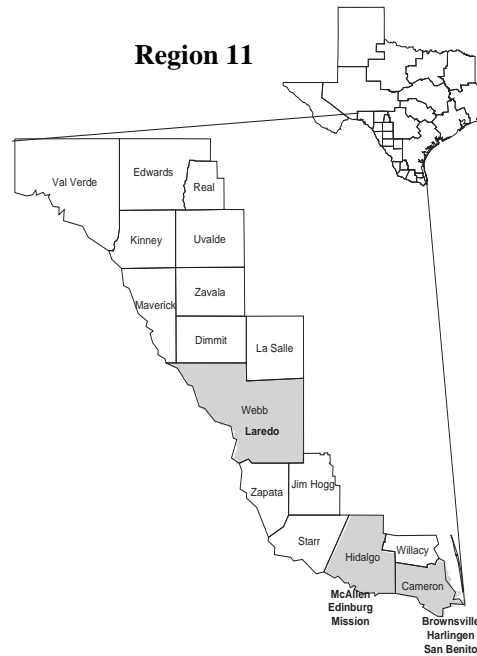 Region 11
Val Verde
Edwards
Real
Kinney
Uvalde
Maverick
Zavala
Dimmit
La Salle
Webb
Laredo
Zapata
Jim Hogg
Starr
Hidalgo
Willacy
Cameron
McAllen
Edinburg
Mission
Brownsville
Harlingen
San Benito